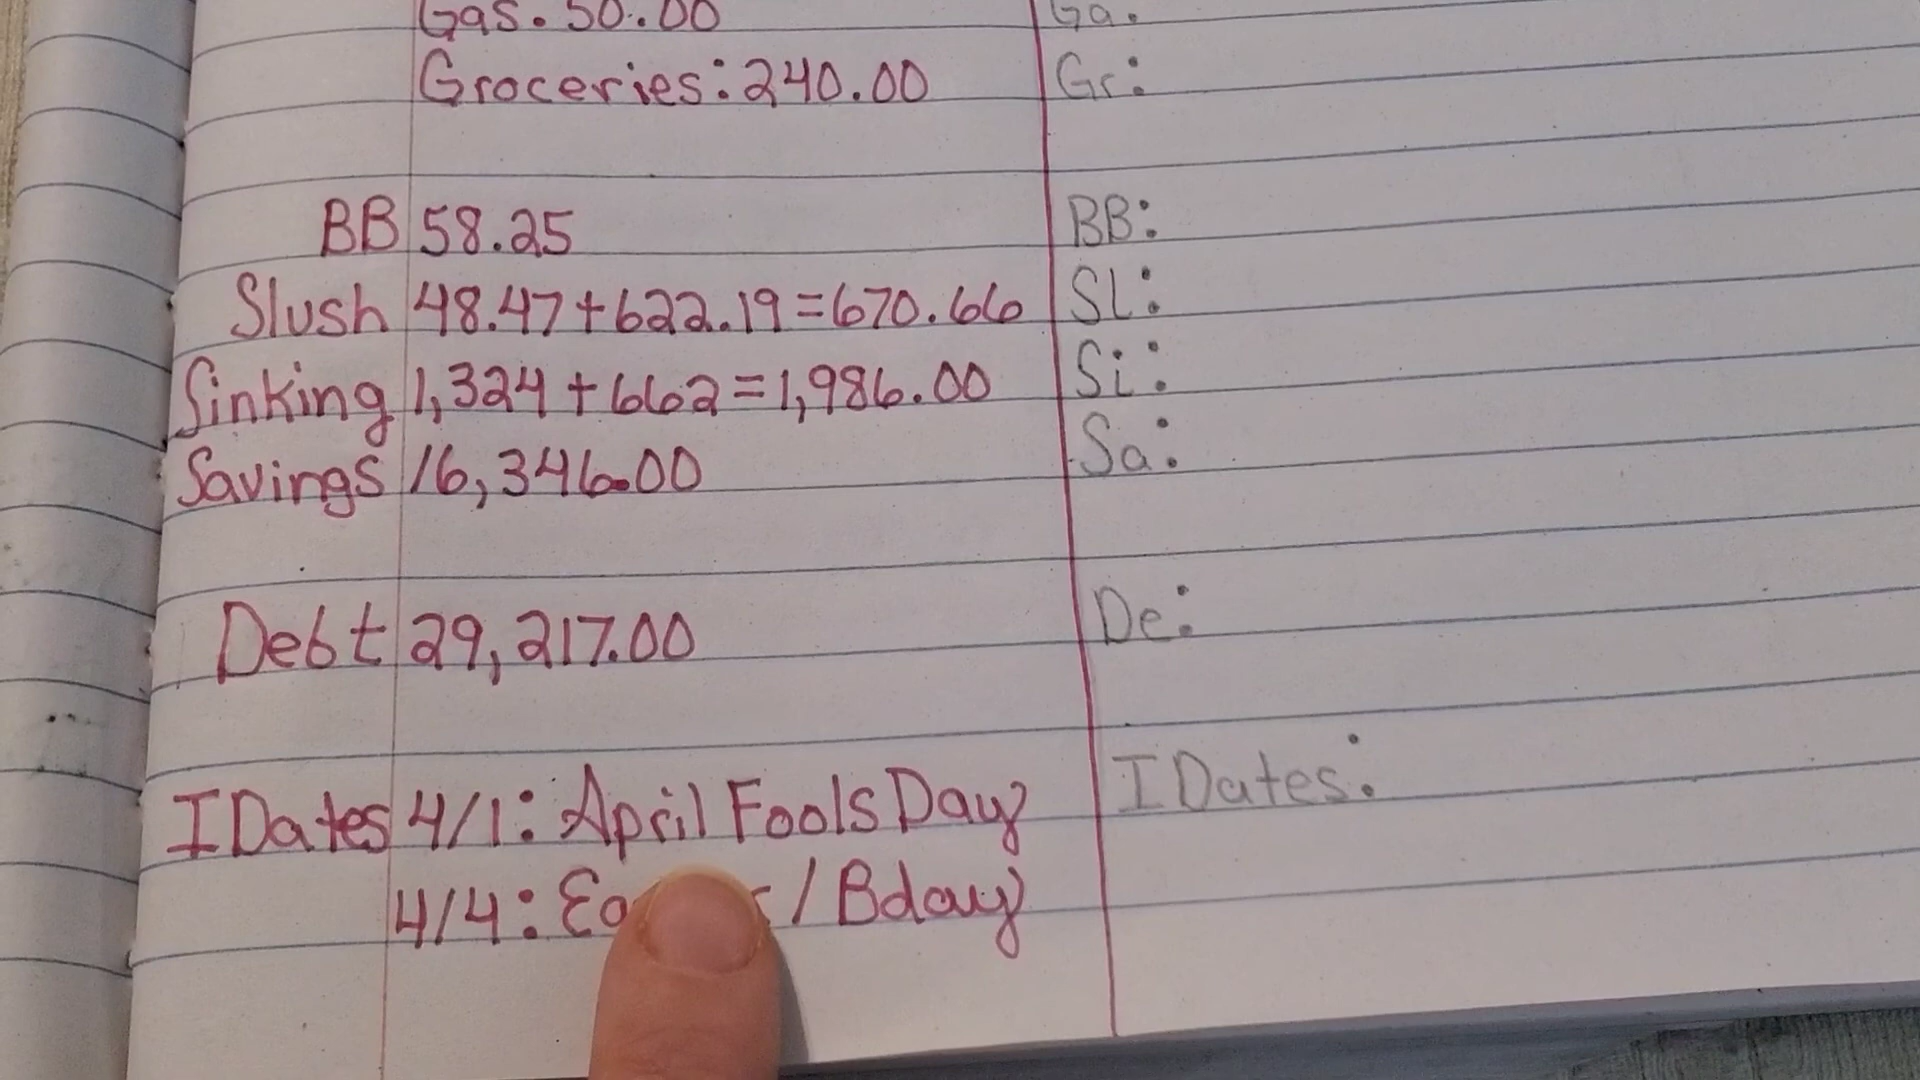 Gas. 50.00 Ga.
Groceries: 240.00 Gr:
BB 58.25 BB:
Slush 48.47+622.19=670.66 Sl:
Sinking 1,324+662=1,986.00 Si:
Savings 16,346.00 Sa:
Debt 29,217.00 De:
IDates 4/1: April Fools Day IDates:
4/4: / Bday